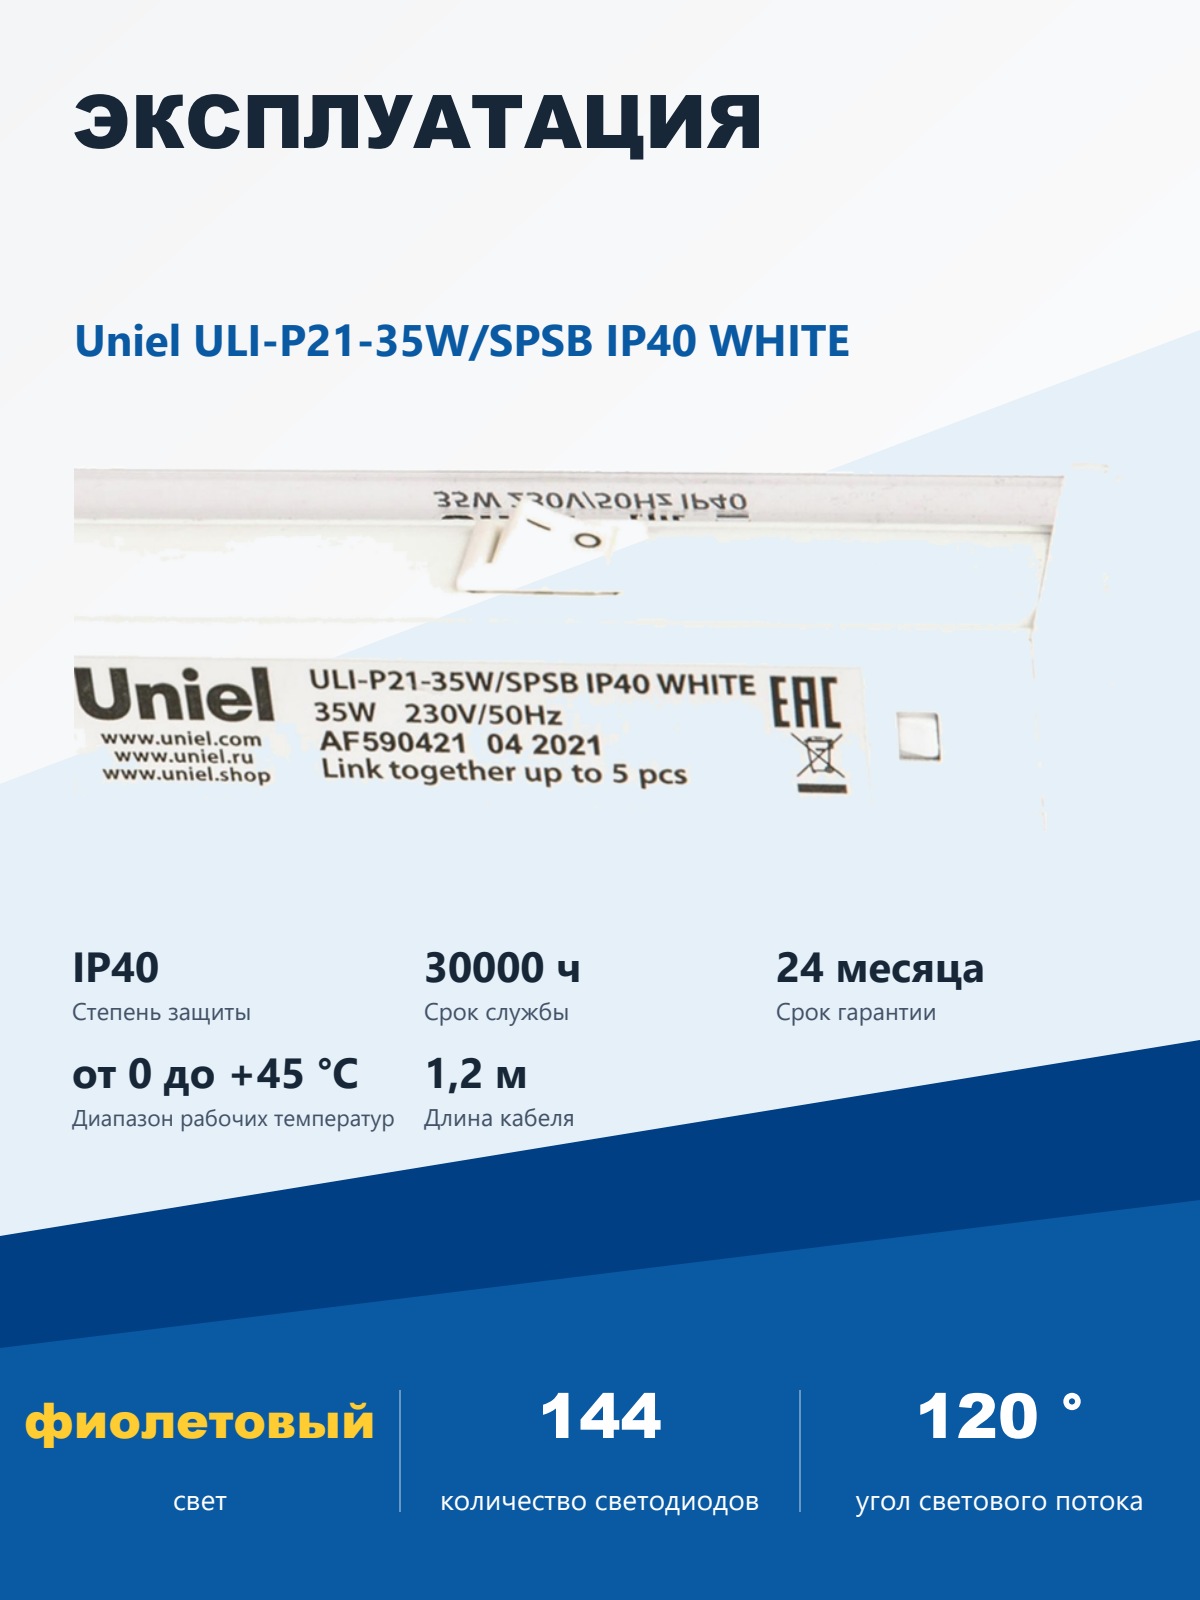 ЭКСПЛУАТАЦИЯ
Uniel ULI-P21-35W/SPSB IP40 WHITE
35W 230V/50Hz IP40
Uniel
www.uniel.com
www.uniel.ru
www.uniel.shop
ULI-P21-35W/SPSB IP40 WHITE
35W 230V/50Hz
AF590421 04 2021
Link together up to 5 pcs
EAC
IP40
Степень защиты
30000 ч
Срок службы
24 месяца
Срок гарантии
от 0 до +45 °C
Диапазон рабочих температур
1,2 м
Длина кабеля
фиолетовый
свет
144
количество светодиодов
120 °
угол светового потока